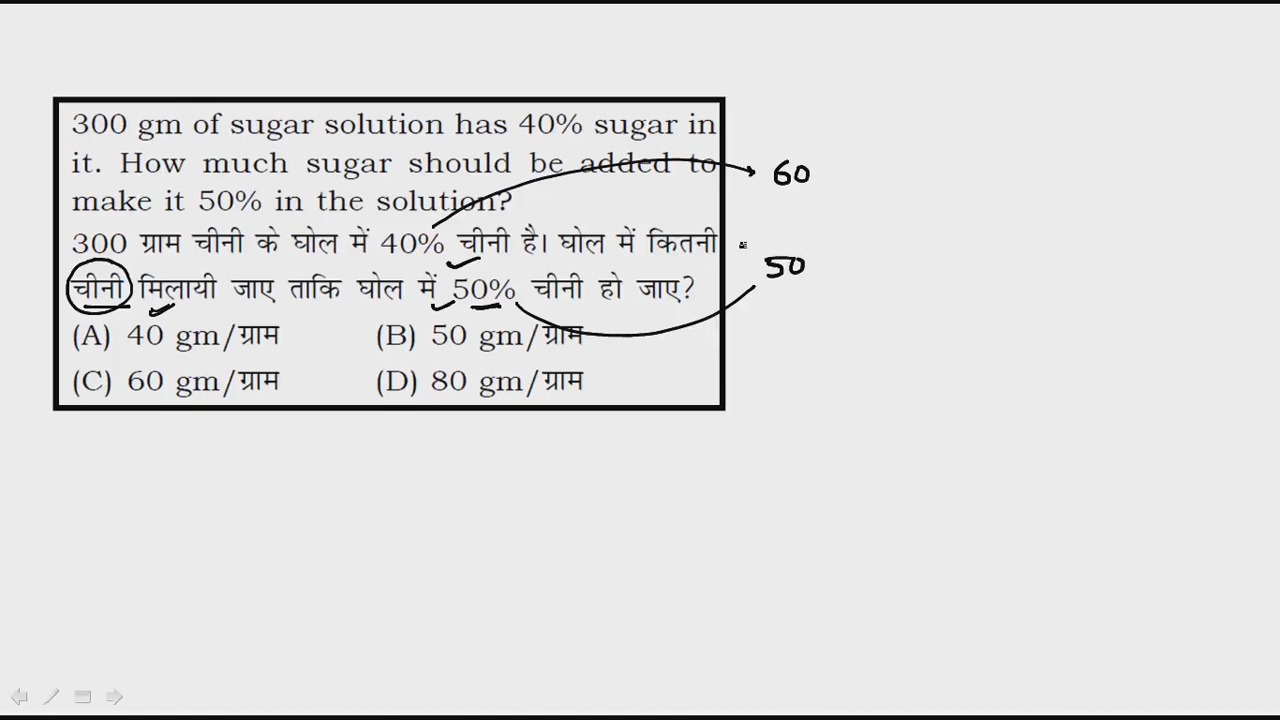 300 gm of sugar solution has 40% sugar in
it. How much sugar should be added to
make it 50% in the solution?
300 ग्राम चीनी के घोल में 40% चीनी है। घोल में कितनी
चीनी मिलायी जाए ताकि घोल में 50% चीनी हो जाए?
(A) 40 gm/ग्राम (B) 50 gm/ग्राम
(C) 60 gm/ग्राम (D) 80 gm/ग्राम
60
50